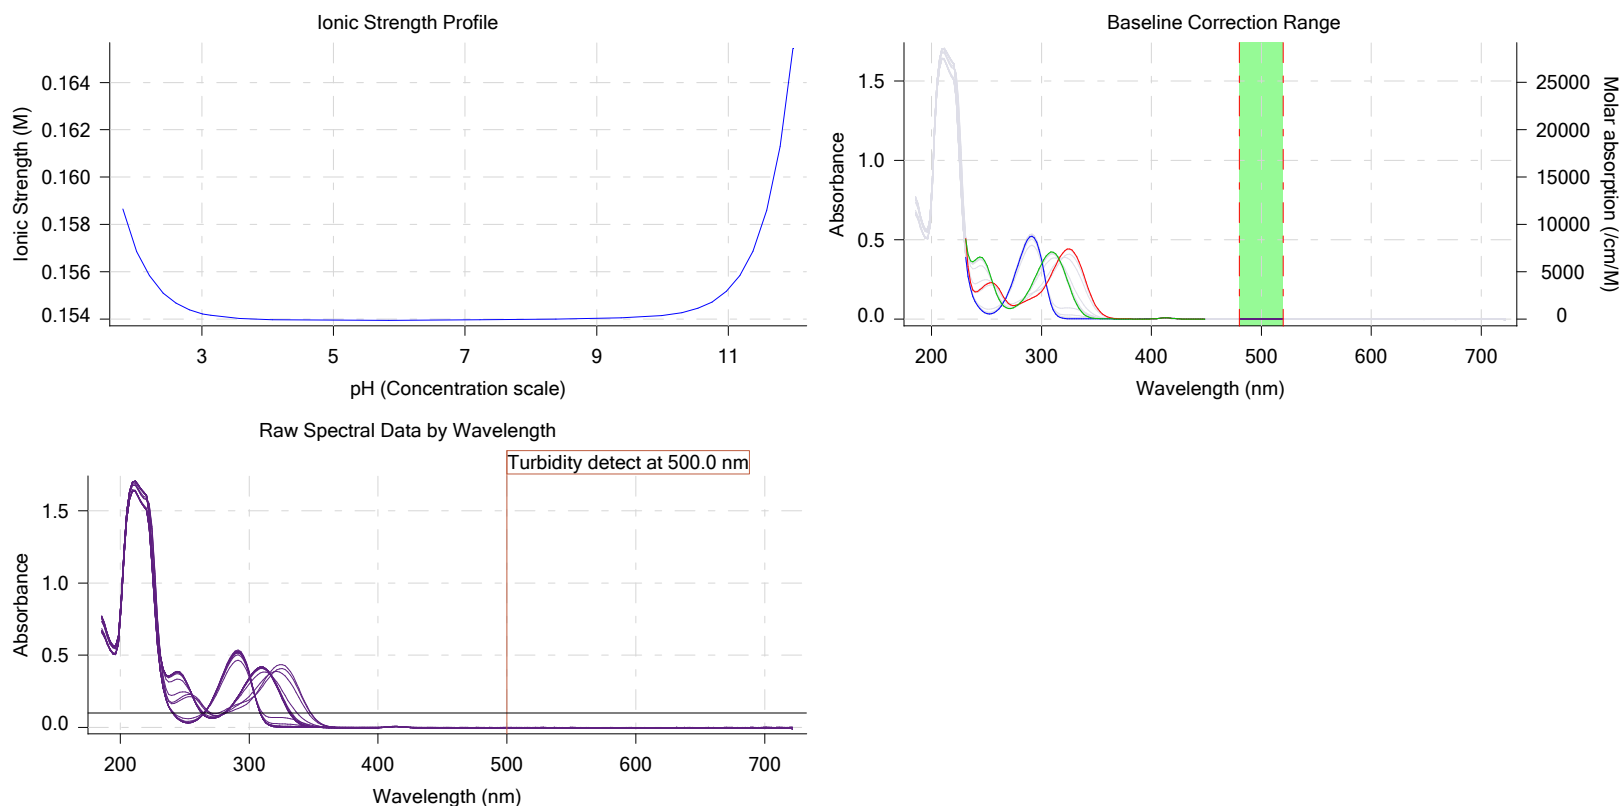 Ionic Strength Profile
Ionic Strength (M)
0.164
0.162
0.160
0.158
0.156
0.154
3 5 7 9 11
pH (Concentration scale)
Baseline Correction Range
Absorbance
1.5
1.0
0.5
0.0
25000
20000
15000
10000
5000
0
Molar absorption (/cm/M)
200 300 400 500 600 700
Wavelength (nm)
Raw Spectral Data by Wavelength
Turbidity detect at 500.0 nm
Absorbance
1.5
1.0
0.5
0.0
200 300 400 500 600 700
Wavelength (nm)